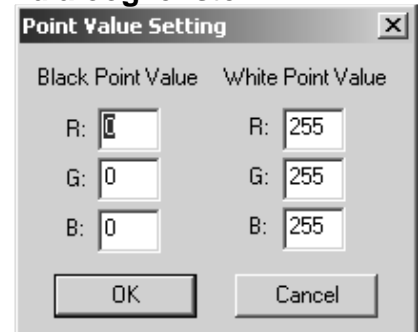 Point Value Setting
Black Point Value White Point Value
R: 0 R: 255
G: 0 G: 255
B: 0 B: 255
OK Cancel